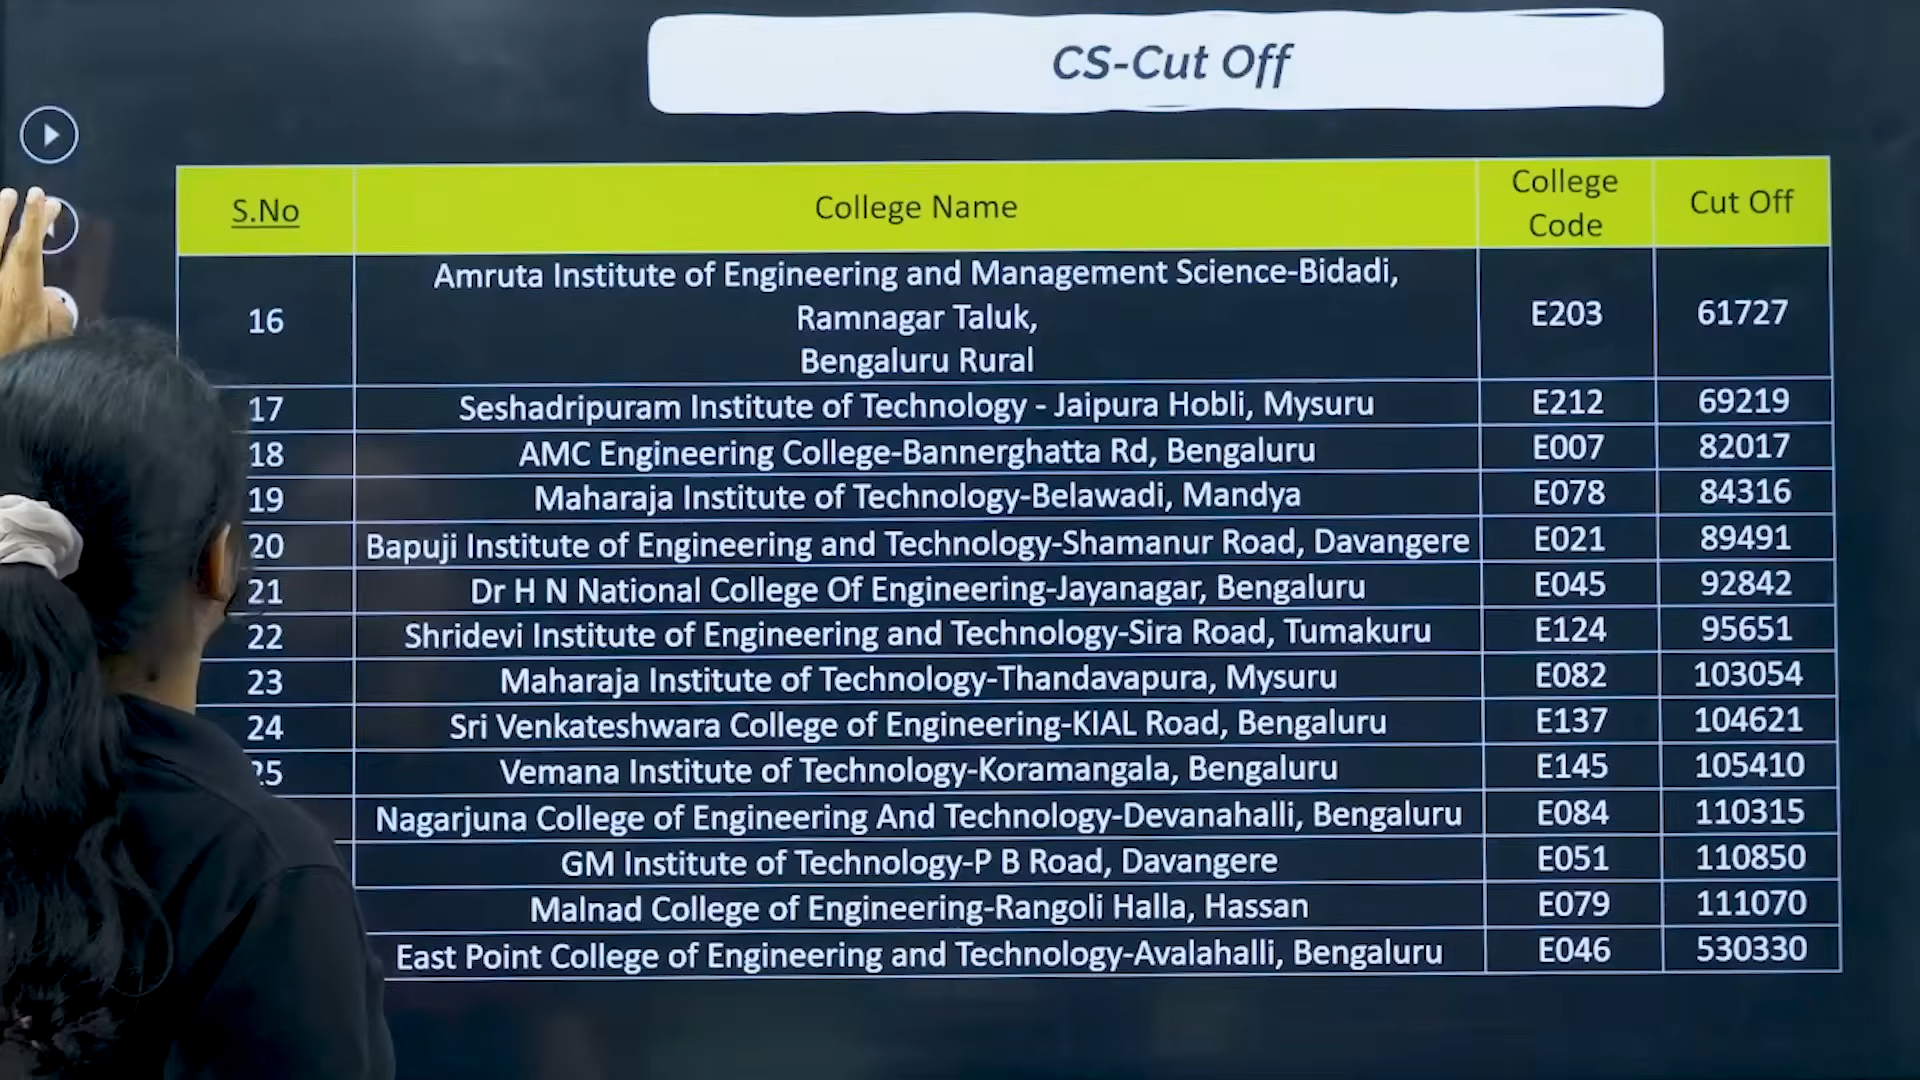 CS-Cut Off
S.No College Name College Code Cut Off
16 Amruta Institute of Engineering and Management Science-Bidadi, Ramnagar Taluk, Bengaluru Rural E203 61727
17 Seshadripuram Institute of Technology - Jaipura Hobli, Mysuru E212 69219
18 AMC Engineering College-Bannerghatta Rd, Bengaluru E007 82017
19 Maharaja Institute of Technology-Belawadi, Mandya E078 84316
20 Bapuji Institute of Engineering and Technology-Shamanur Road, Davangere E021 89491
21 Dr H N National College Of Engineering-Jayanagar, Bengaluru E045 92842
22 Shridevi Institute of Engineering and Technology-Sira Road, Tumakuru E124 95651
23 Maharaja Institute of Technology-Thandavapura, Mysuru E082 103054
24 Sri Venkateshwara College of Engineering-KIAL Road, Bengaluru E137 104621
25 Vemana Institute of Technology-Koramangala, Bengaluru E145 105410
Nagarjuna College of Engineering And Technology-Devanahalli, Bengaluru E084 110315
GM Institute of Technology-P B Road, Davangere E051 110850
Malnad College of Engineering-Rangoli Halla, Hassan E079 111070
East Point College of Engineering and Technology-Avalahalli, Bengaluru E046 530330